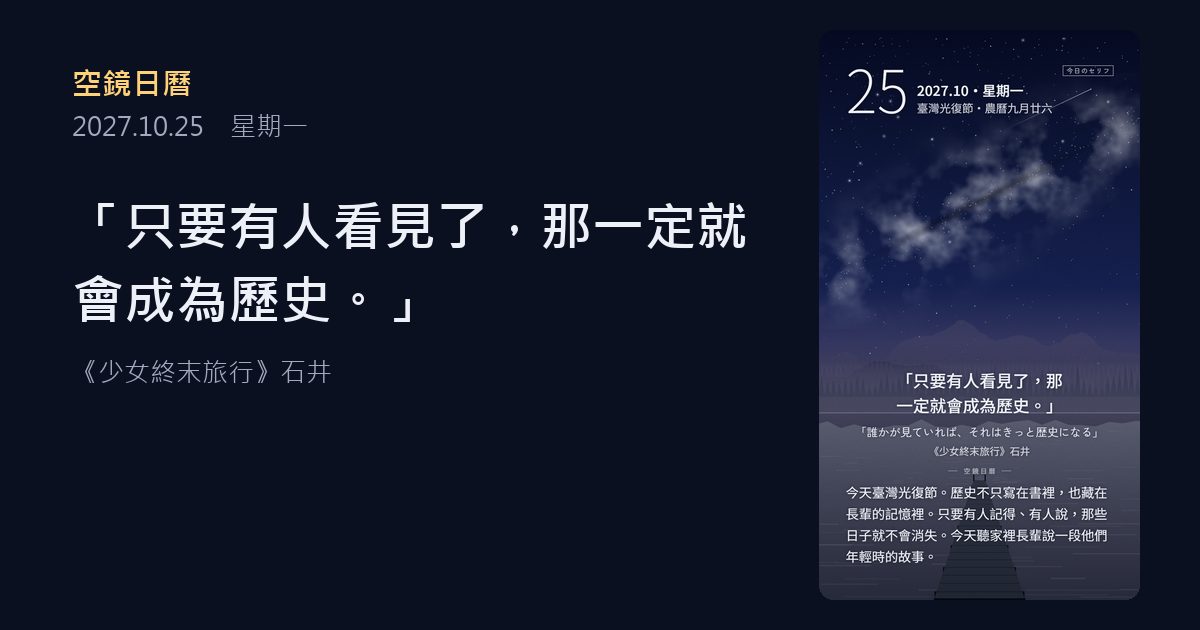 空鏡日曆
2027.10.25 星期一
「只要有人看見了，那一定就
會成為歷史。」
《少女終末旅行》石井
今日のセリフ
25
2027.10・星期一
臺灣光復節・農曆九月廿六
「只要有人看見了，那
一定就會成為歷史。」
「誰かが見ていれば、それはきっと歴史になる」
《少女終末旅行》石井
— 空鏡日曆 —
今天臺灣光復節。歷史不只寫在書裡，也藏在
長輩的記憶裡。只要有人記得、有人說，那些
日子就不會消失。今天聽家裡長輩說一段他們
年輕時的故事。